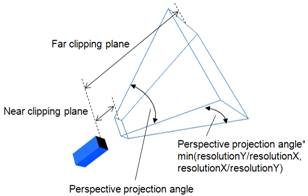 Far clipping plane
Near clipping plane
Perspective projection angle*
min(resolutionY/resolutionX,
resolutionX/resolutionY)
Perspective projection angle